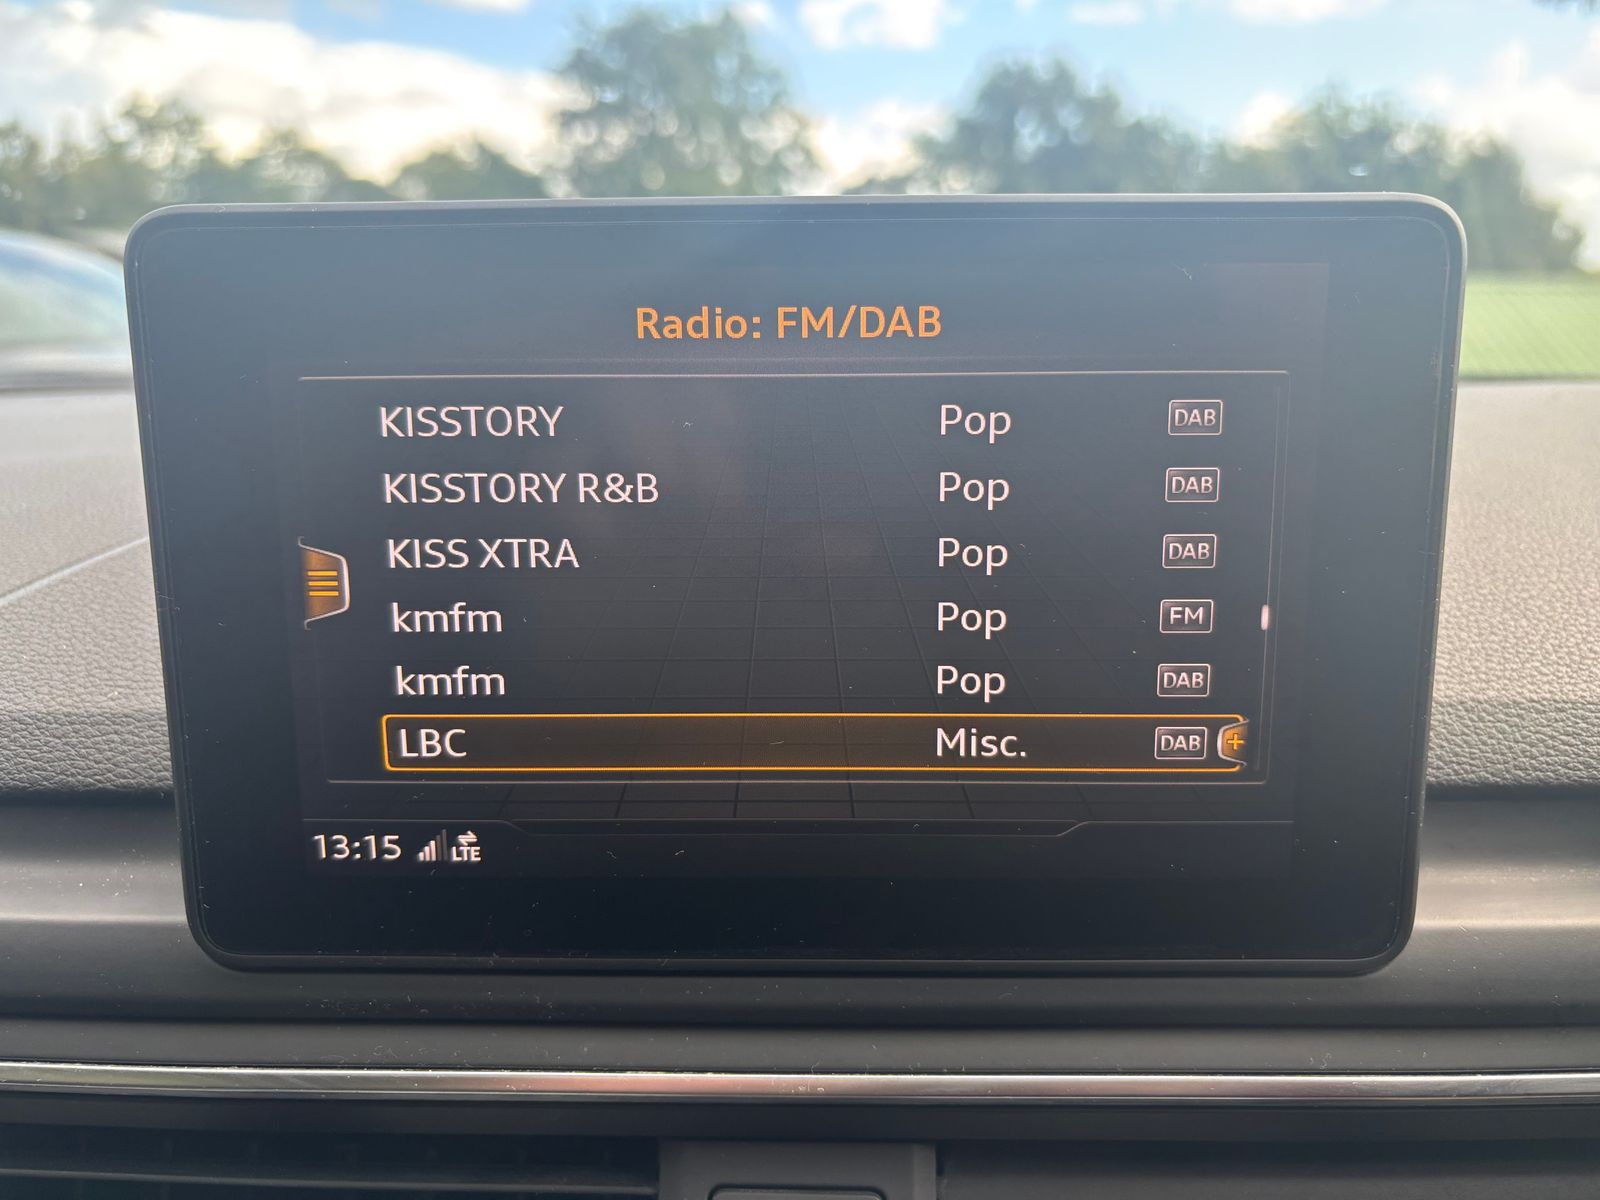 Radio: FM/DAB
KISSTORY Pop DAB
KISSTORY R&B Pop DAB
KISS XTRA Pop DAB
kmfm Pop FM
kmfm Pop DAB
LBC Misc. DAB +
13:15 LTE